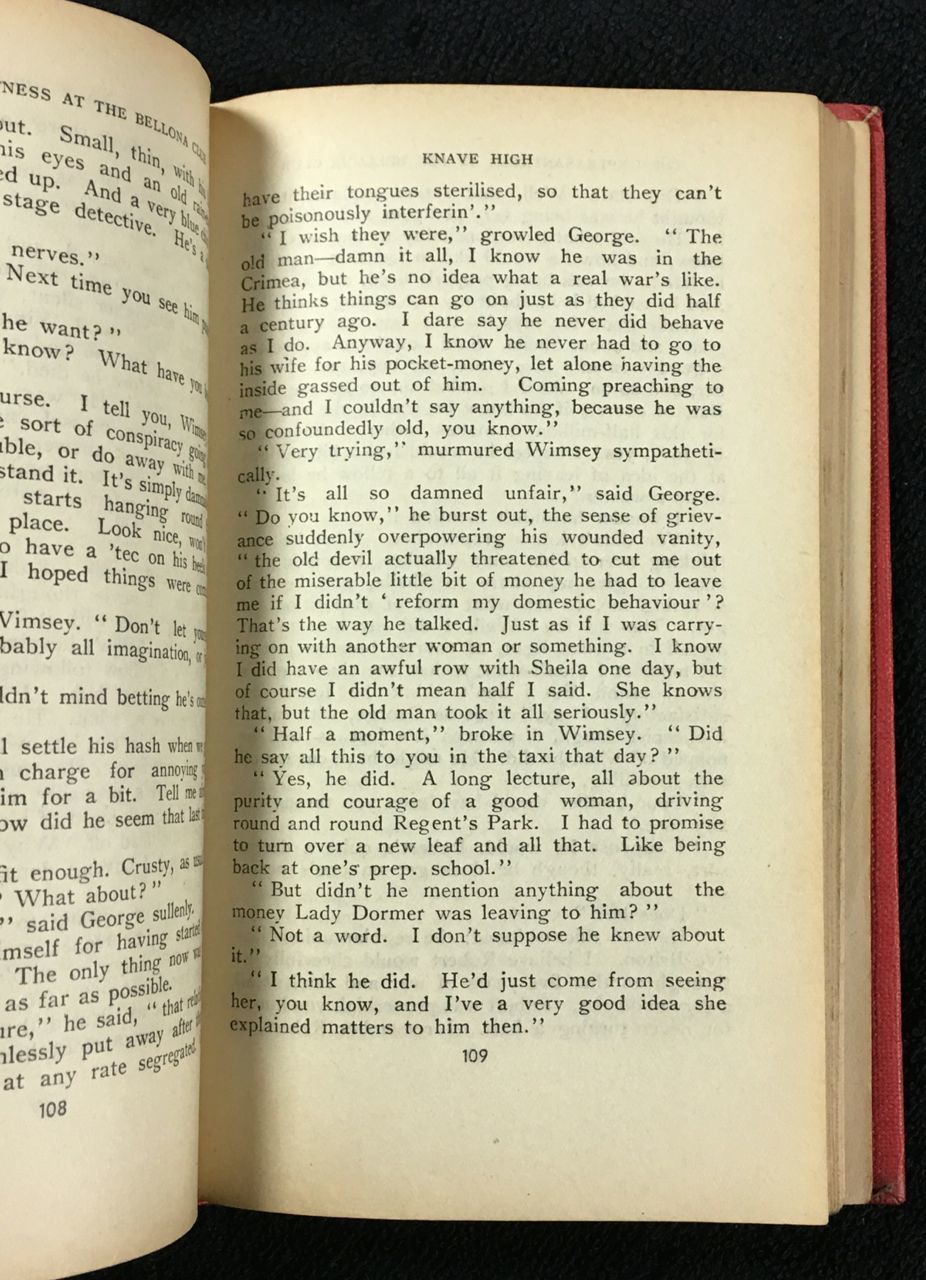 NESS AT THE BELLONA CLUB
out. Small, thin, with his
his eyes and an old
ed up. And a very blue
stage detective. He's a
nerves.”
Next time you see him
he want?”
know? What have you
urse. I tell you, Wimsey
sort of conspiracy going
ible, or do away with me
stand it. It's simply
starts hanging round
place. Look nice, won't
o have a 'tec on his
I hoped things were
Wimsey. “Don't let
bably all imagination, or
ldn't mind betting he's
l settle his hash when we
charge for annoying
im for a bit. Tell me
ow did he seem that last
fit enough. Crusty, as
What about?”
” said George sullenly.
mself for having started
The only thing now
as far as possible.
ure,” he said, “that
nlessly put away after
at any rate segregated
108
KNAVE HIGH
have their tongues sterilised, so that they can't
be poisonously interferin'.”
“I wish they were,” growled George. “The
old man—damn it all, I know he was in the
Crimea, but he's no idea what a real war's like.
He thinks things can go on just as they did half
a century ago. I dare say he never did behave
as I do. Anyway, I know he never had to go to
his wife for his pocket-money, let alone having the
inside gassed out of him. Coming preaching to
me—and I couldn't say anything, because he was
so confoundedly old, you know.”
“Very trying,” murmured Wimsey sympatheti-
cally.
“It's all so damned unfair,” said George.
“Do you know,” he burst out, the sense of griev-
ance suddenly overpowering his wounded vanity,
“the old devil actually threatened to cut me out
of the miserable little bit of money he had to leave
me if I didn't ‘reform my domestic behaviour’?
That's the way he talked. Just as if I was carry-
ing on with another woman or something. I know
I did have an awful row with Sheila one day, but
of course I didn't mean half I said. She knows
that, but the old man took it all seriously.”
“Half a moment,” broke in Wimsey. “Did
he say all this to you in the taxi that day?”
“Yes, he did. A long lecture, all about the
purity and courage of a good woman, driving
round and round Regent's Park. I had to promise
to turn over a new leaf and all that. Like being
back at one's prep. school.”
“But didn't he mention anything about the
money Lady Dormer was leaving to him?”
“Not a word. I don't suppose he knew about
it.”
“I think he did. He'd just come from seeing
her, you know, and I've a very good idea she
explained matters to him then.”
109